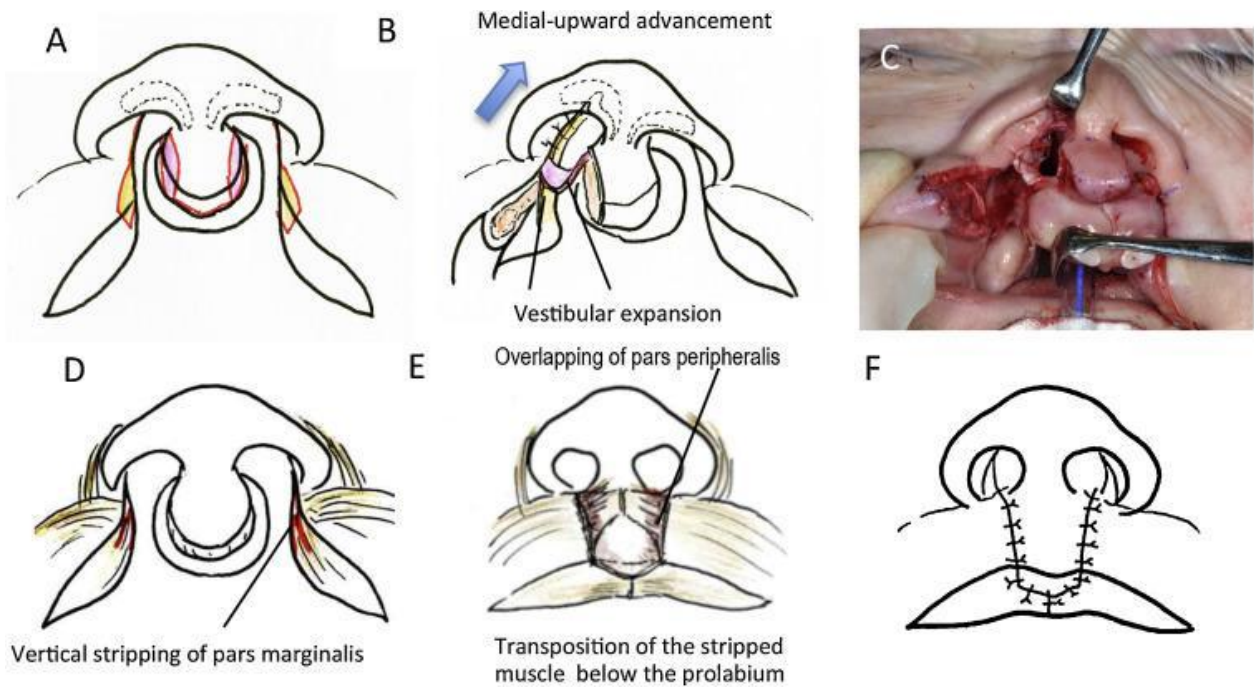 A
B
Medial-upward advancement
C
Vestibular expansion
D
E
Overlapping of pars peripheralis
F
Vertical stripping of pars marginalis
Transposition of the stripped
muscle below the prolabium